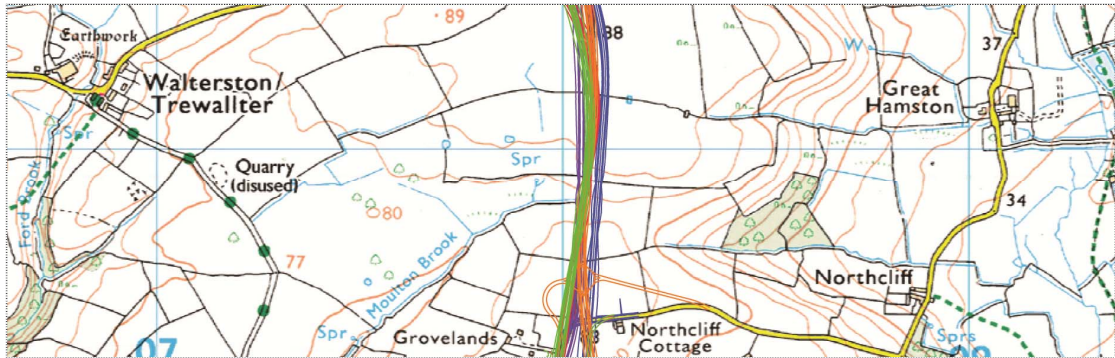 89
Earthwork
38
37
W
Walterston/
Trewallter
Great
Hamston
Spr
Spr
Quarry
(disused)
Ford Brook
80
34
77
Moulton Brook
Northcliff
Spr
Grovelands
Northcliff
Cottage
Sprs
07